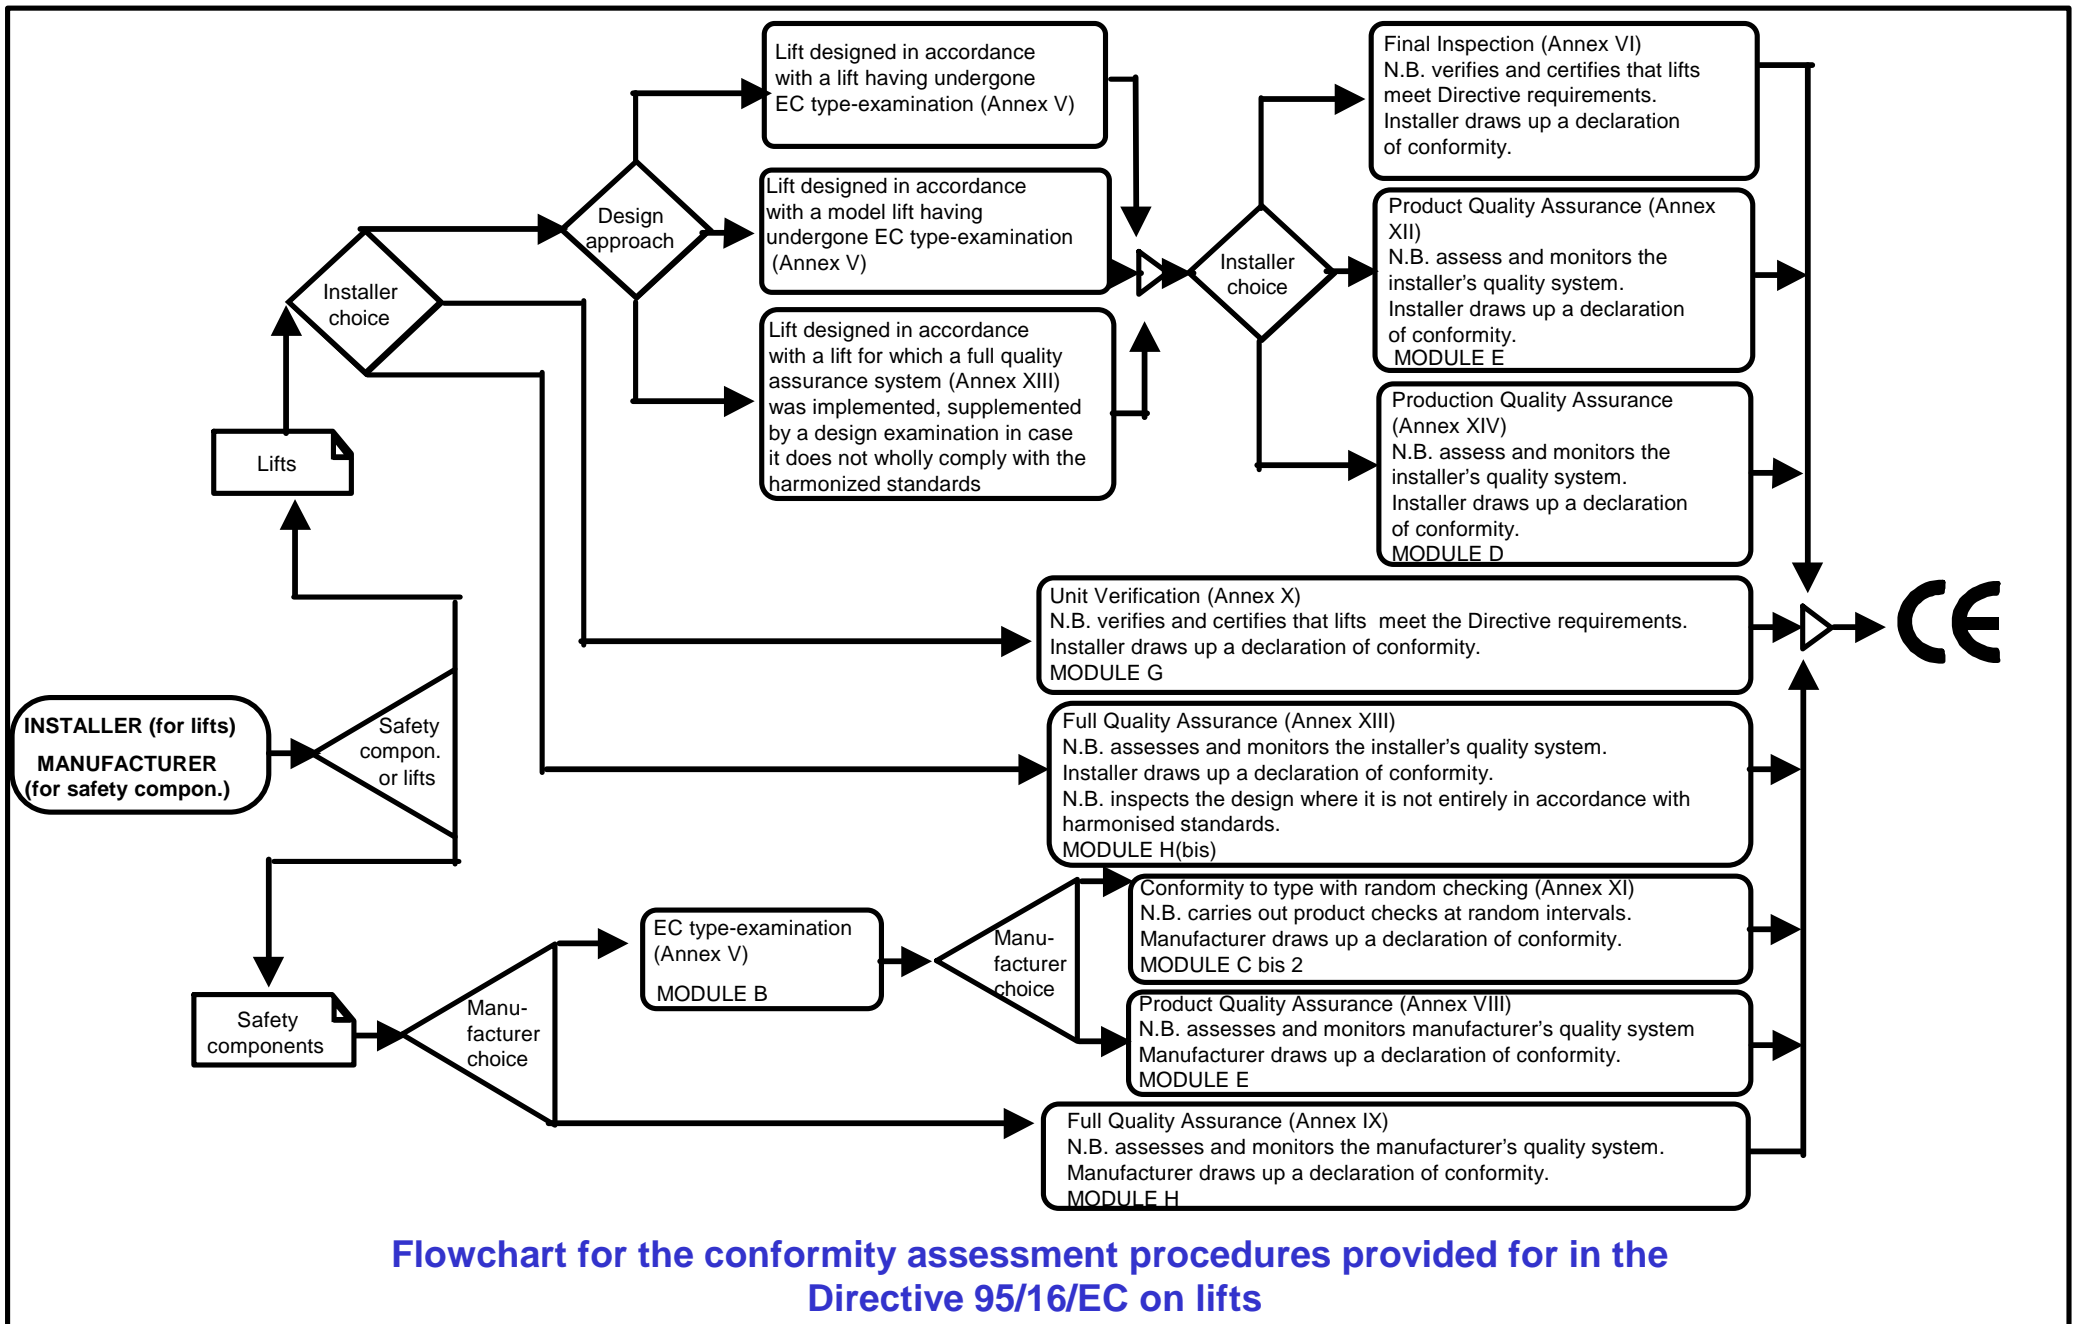 Lift designed in accordance
with a lift having undergone
EC type-examination (Annex V)
Final Inspection (Annex VI)
N.B. verifies and certifies that lifts
meet Directive requirements.
Installer draws up a declaration
of conformity.
Design
approach
Lift designed in accordance
with a model lift having
undergone EC type-examination
(Annex V)
Installer
choice
Product Quality Assurance (Annex
XII)
N.B. assess and monitors the
installer's quality system.
Installer draws up a declaration
of conformity.
MODULE E
Installer
choice
Lift designed in accordance
with a lift for which a full quality
assurance system (Annex XIII)
was implemented, supplemented
by a design examination in case
it does not wholly comply with the
harmonized standards
Production Quality Assurance
(Annex XIV)
N.B. assess and monitors the
installer's quality system.
Installer draws up a declaration
of conformity.
MODULE D
Lifts
Unit Verification (Annex X)
N.B. verifies and certifies that lifts  meet the Directive requirements.
Installer draws up a declaration of conformity.
MODULE G
CE
INSTALLER (for lifts)
MANUFACTURER
(for safety compon.)
Safety
compon.
or lifts
Full Quality Assurance (Annex XIII)
N.B. assesses and monitors the installer's quality system.
Installer draws up a declaration of conformity.
N.B. inspects the design where it is not entirely in accordance with
harmonised standards.
MODULE H(bis)
EC type-examination
(Annex V)
MODULE B
Manu-
facturer
choice
Conformity to type with random checking (Annex XI)
N.B. carries out product checks at random intervals.
Manufacturer draws up a declaration of conformity.
MODULE C bis 2
Safety
components
Manu-
facturer
choice
Product Quality Assurance (Annex VIII)
N.B. assesses and monitors manufacturer's quality system
Manufacturer draws up a declaration of conformity.
MODULE E
Full Quality Assurance (Annex IX)
N.B. assesses and monitors the manufacturer's quality system.
Manufacturer draws up a declaration of conformity.
MODULE H
Flowchart for the conformity assessment procedures provided for in the
Directive 95/16/EC on lifts